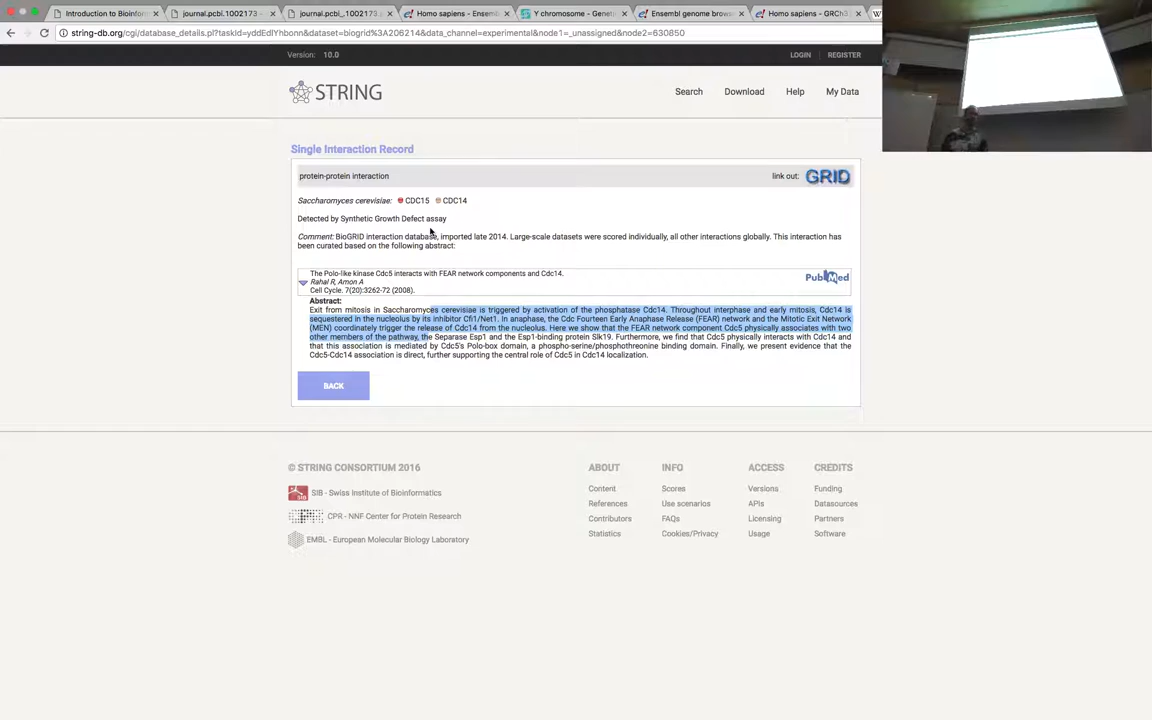 Introduction to Bioinfor
journal.pcbi.1002173
journal.pcbi_.1002173.p
Homo sapiens - Ensemb
Y chromosome - Geneti
Ensembl genome brows
Homo sapiens - GRCh3
W
string-db.org/cgi/database_details.pl?taskId=yddEdlYhbonn&dataset=biogrid%3A206214&data_channel=experimental&node1=_unassigned&node2=630850
Version: 10.0
LOGIN REGISTER
STRING
Search Download Help My Data
Single Interaction Record
protein-protein interaction
link out: GRID
Saccharomyces cerevisiae: CDC15 CDC14
Detected by Synthetic Growth Defect assay
Comment: BioGRID interaction database, imported late 2014. Large-scale datasets were scored individually, all other interactions globally. This interaction has
been curated based on the following abstract:
The Polo-like kinase Cdc5 interacts with FEAR network components and Cdc14.
PubMed
Rahal R, Amon A
Cell Cycle. 7(20):3262-72 (2008).
Abstract:
Exit from mitosis in Saccharomyces cerevisiae is triggered by activation of the phosphatase Cdc14. Throughout interphase and early mitosis, Cdc14 is
sequestered in the nucleolus by its inhibitor Cfi1/Net1. In anaphase, the Cdc Fourteen Early Anaphase Release (FEAR) network and the Mitotic Exit Network
(MEN) coordinately trigger the release of Cdc14 from the nucleolus. Here we show that the FEAR network component Cdc5 physically associates with two
other members of the pathway, the Separase Esp1 and the Esp1-binding protein Slk19. Furthermore, we find that Cdc5 physically interacts with Cdc14 and
that this association is mediated by Cdc5's Polo-box domain, a phospho-serine/phosphothreonine binding domain. Finally, we present evidence that the
Cdc5-Cdc14 association is direct, further supporting the central role of Cdc5 in Cdc14 localization.
BACK
© STRING CONSORTIUM 2016
SIB - Swiss Institute of Bioinformatics
CPR - NNF Center for Protein Research
EMBL - European Molecular Biology Laboratory
ABOUT
Content
References
Contributors
Statistics
INFO
Scores
Use scenarios
FAQs
Cookies/Privacy
ACCESS
Versions
APIs
Licensing
Usage
CREDITS
Funding
Datasources
Partners
Software